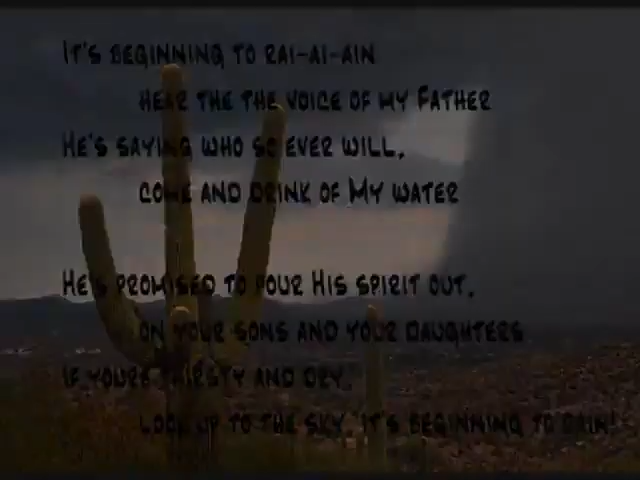 It's beginning to rai-ai-ain
hear the the voice of my Father
He's saying who so ever will,
come and drink of My water
He's promised to pour His spirit out,
on your sons and your daughters
if youre thirsty and dry,
look up to the sky, it's beginning to rain!